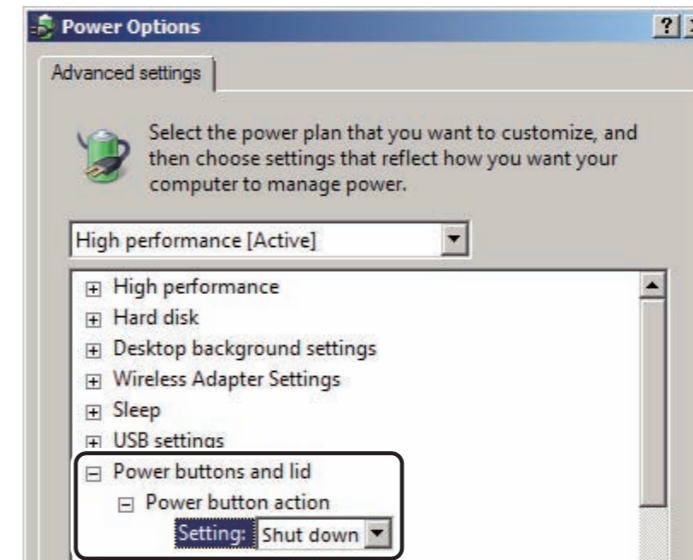 Power Options
?
Advanced settings
Select the power plan that you want to customize, and
then choose settings that reflect how you want your
computer to manage power.
High performance [Active]
High performance
Hard disk
Desktop background settings
Wireless Adapter Settings
Sleep
USB settings
Power buttons and lid
Power button action
Setting: Shut down